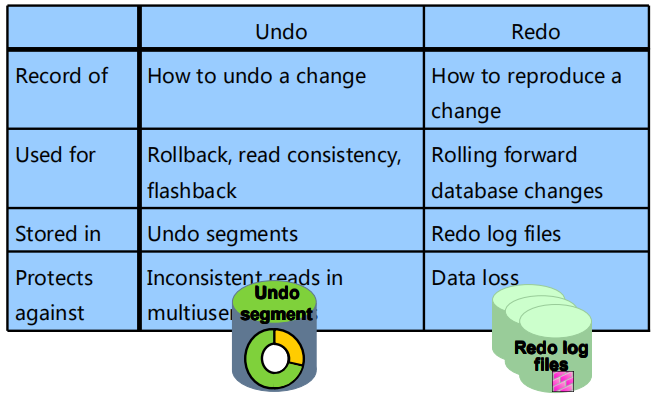 Undo Redo
Record of How to undo a change How to reproduce a
change
Used for Rollback, read consistency, Rolling forward
flashback database changes
Stored in Undo segments Redo log files
Protects Inconsistent reads in Data loss
against
Undo
segment
Redo log
files